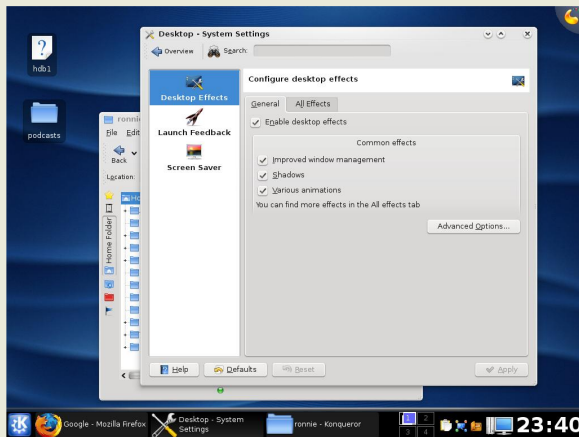 hdb1
podcasts
Desktop - System Settings
Overview
Search:
Desktop Effects
Launch Feedback
Screen Saver
Configure desktop effects
General
All Effects
Enable desktop effects
Common effects
Improved window management
Shadows
Various animations
You can find more effects in the All effects tab
Advanced Options...
Help
Defaults
Reset
Apply
ronni
File
Edit
Back
Location:
Ho
Home Folder
Google - Mozilla Firefox
Desktop - System
Settings
ronnie - Konqueror
1
2
3
4
23:40